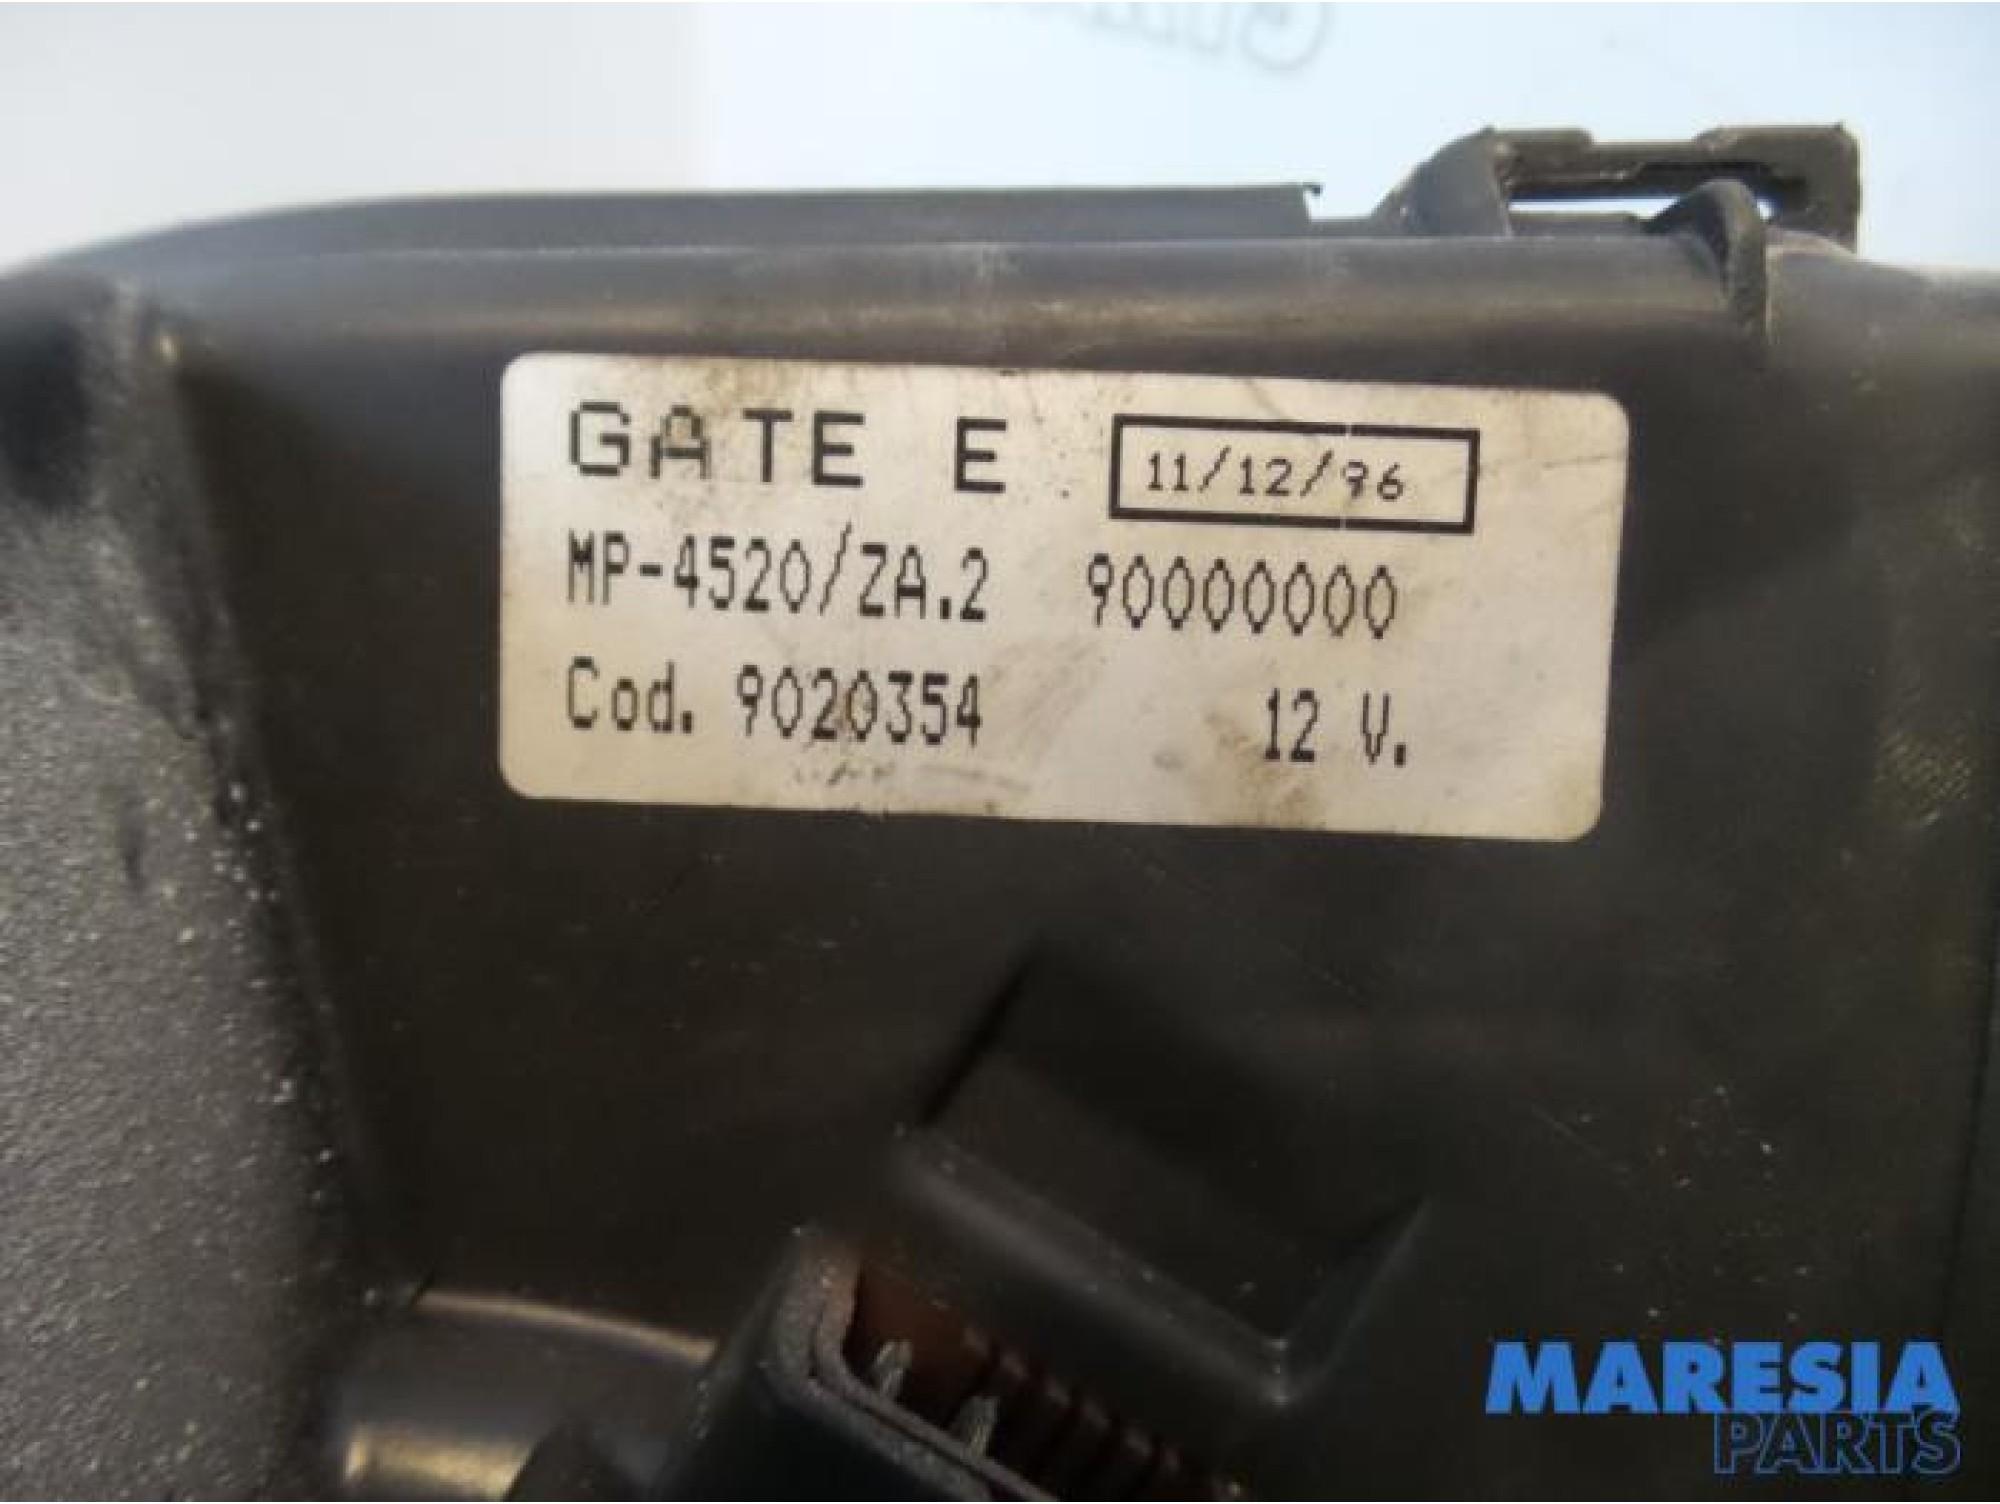 GATE E 11/12/96
MP-4520/ZA.2 90000000
Cod. 9020354 12 V.
MARESIA
PARTS